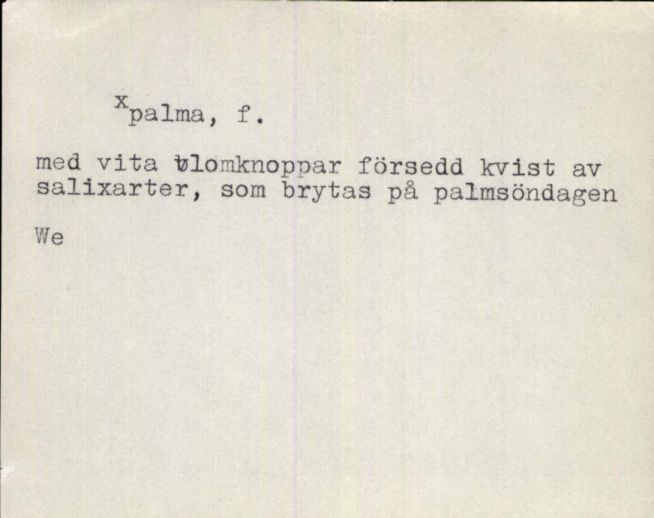 xpalma, f.
med vita blomknoppar försedd kvist av
salixarter, som brytas på palmsöndagen
We